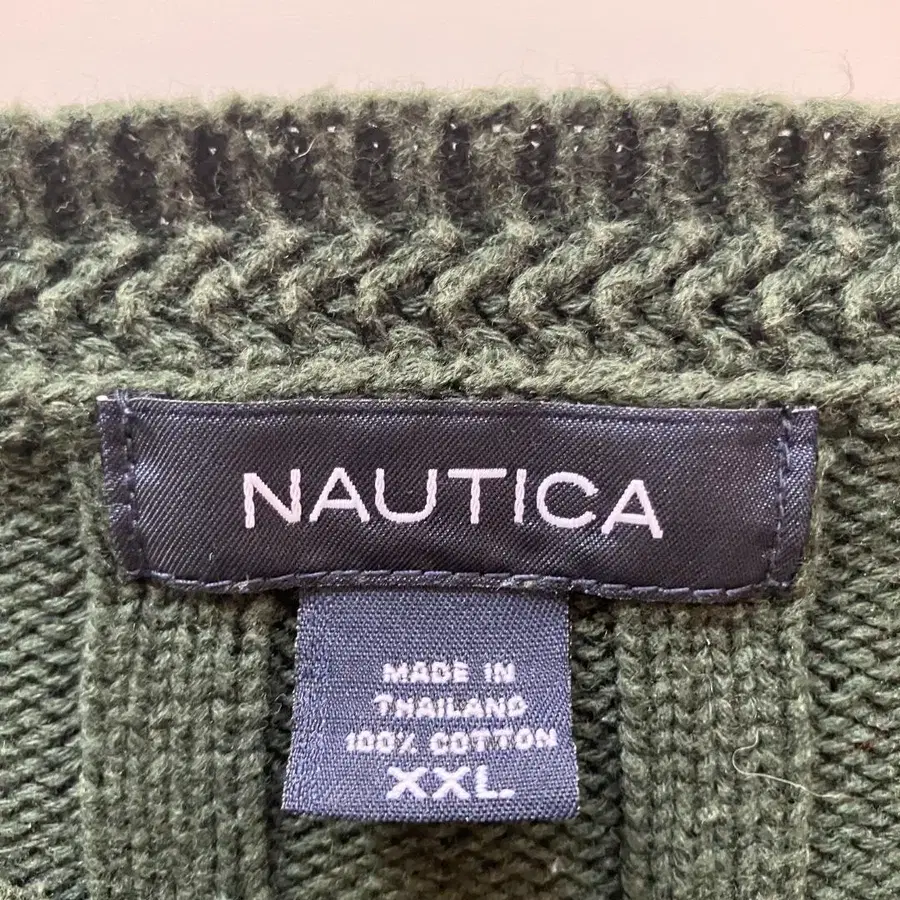 NAUTICA
MADE IN
THAILAND
100% COTTON
XXL